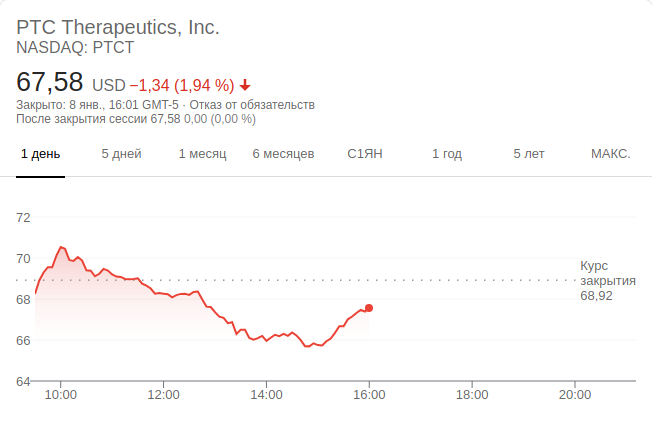 PTC Therapeutics, Inc.
NASDAQ: PTCT
67,58 USD −1,34 (1,94 %)
Закрыто: 8 янв., 16:01 GMT-5 · Отказ от обязательств
После закрытия сессии 67,58 0,00 (0,00 %)
1 день 5 дней 1 месяц 6 месяцев С1ЯН 1 год 5 лет МАКС.
72
70
Курс
закрытия
68,92
68
66
64
10:00 12:00 14:00 16:00 18:00 20:00